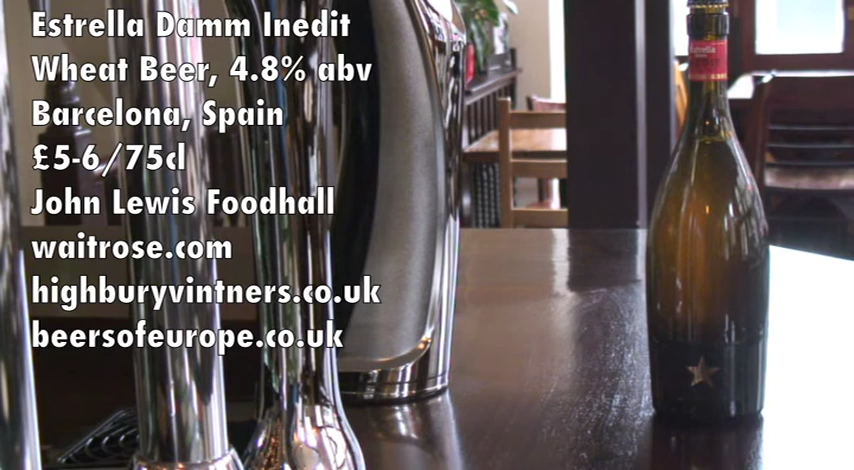 Estrella Damm Inedit
Wheat Beer, 4.8% abv
Barcelona, Spain
£5-6/75cl
John Lewis Foodhall
waitrose.com
highburyvintners.co.uk
beersofeurope.co.uk
Estrella